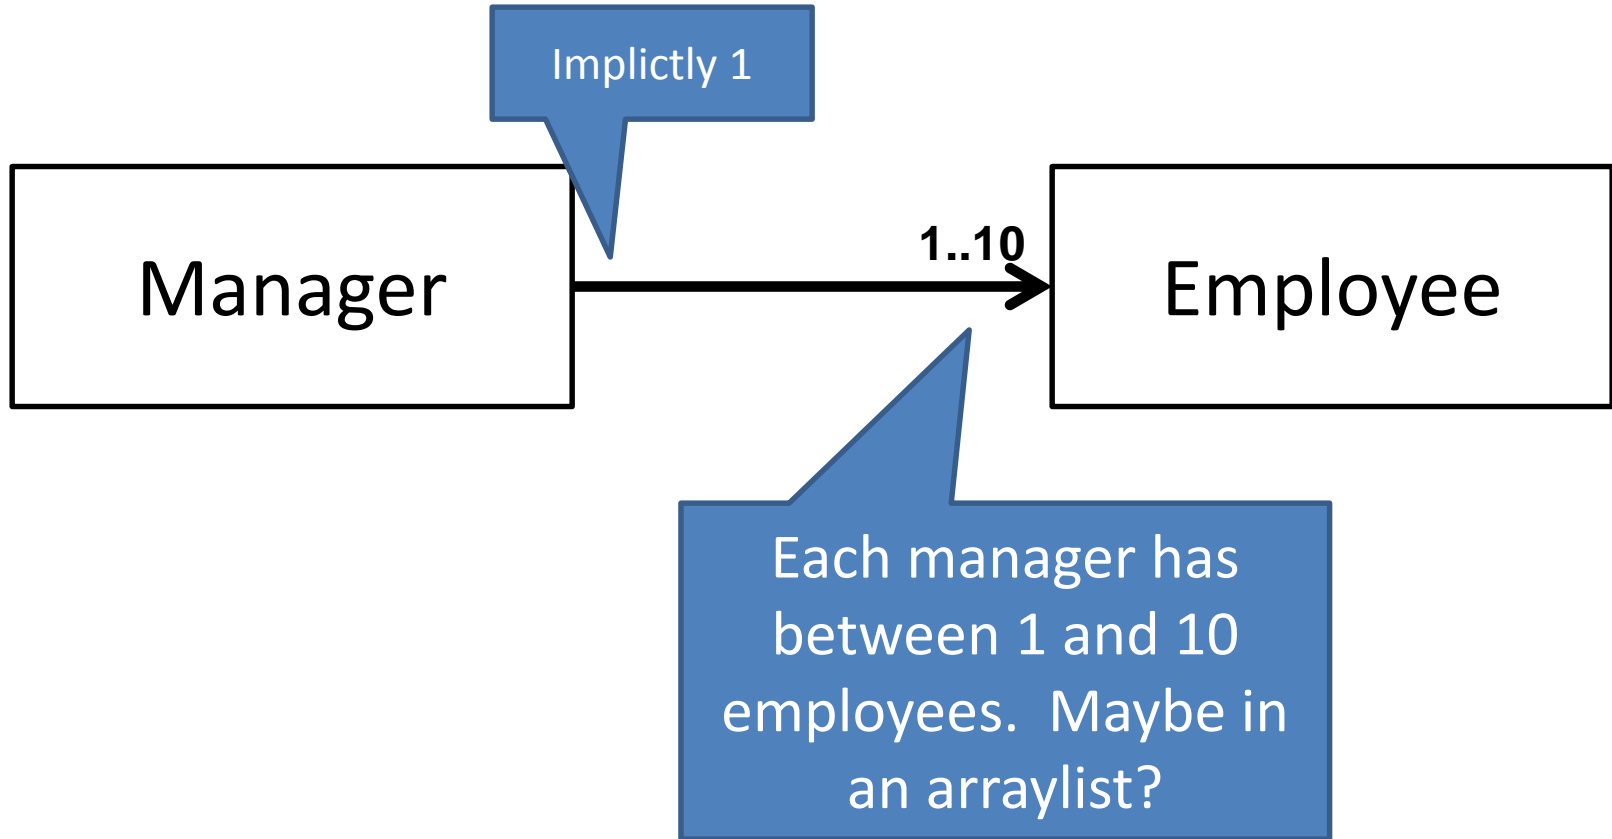 Implictly 1
Manager
1..10
Employee
Each manager has
between 1 and 10
employees.  Maybe in
an arraylist?